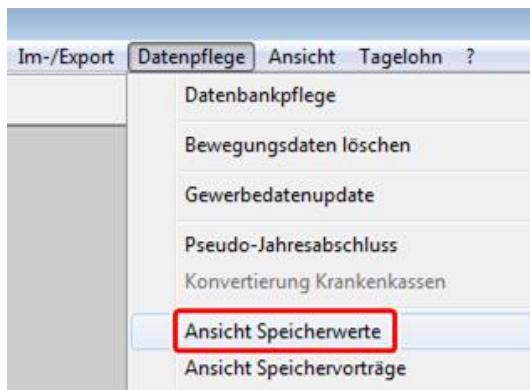 Im-/Export Datenpflege Ansicht Tagelohn ?
Datenbankpflege
Bewegungsdaten löschen
Gewerbedatenupdate
Pseudo-Jahresabschluss
Konvertierung Krankenkassen
Ansicht Speicherwerte
Ansicht Speichervorträge